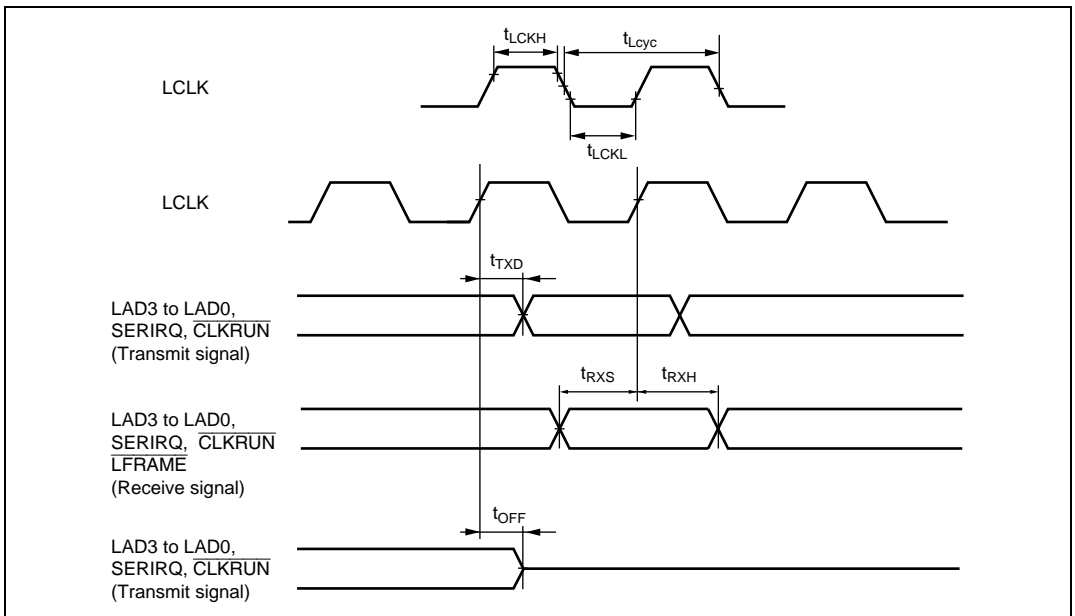 tLCKH
tLcyc
LCLK
tLCKL
LCLK
tTXD
LAD3 to LAD0,
SERIRQ, CLKRUN
(Transmit signal)
tRXS
tRXH
LAD3 to LAD0,
SERIRQ, CLKRUN
LFRAME
(Receive signal)
tOFF
LAD3 to LAD0,
SERIRQ, CLKRUN
(Transmit signal)